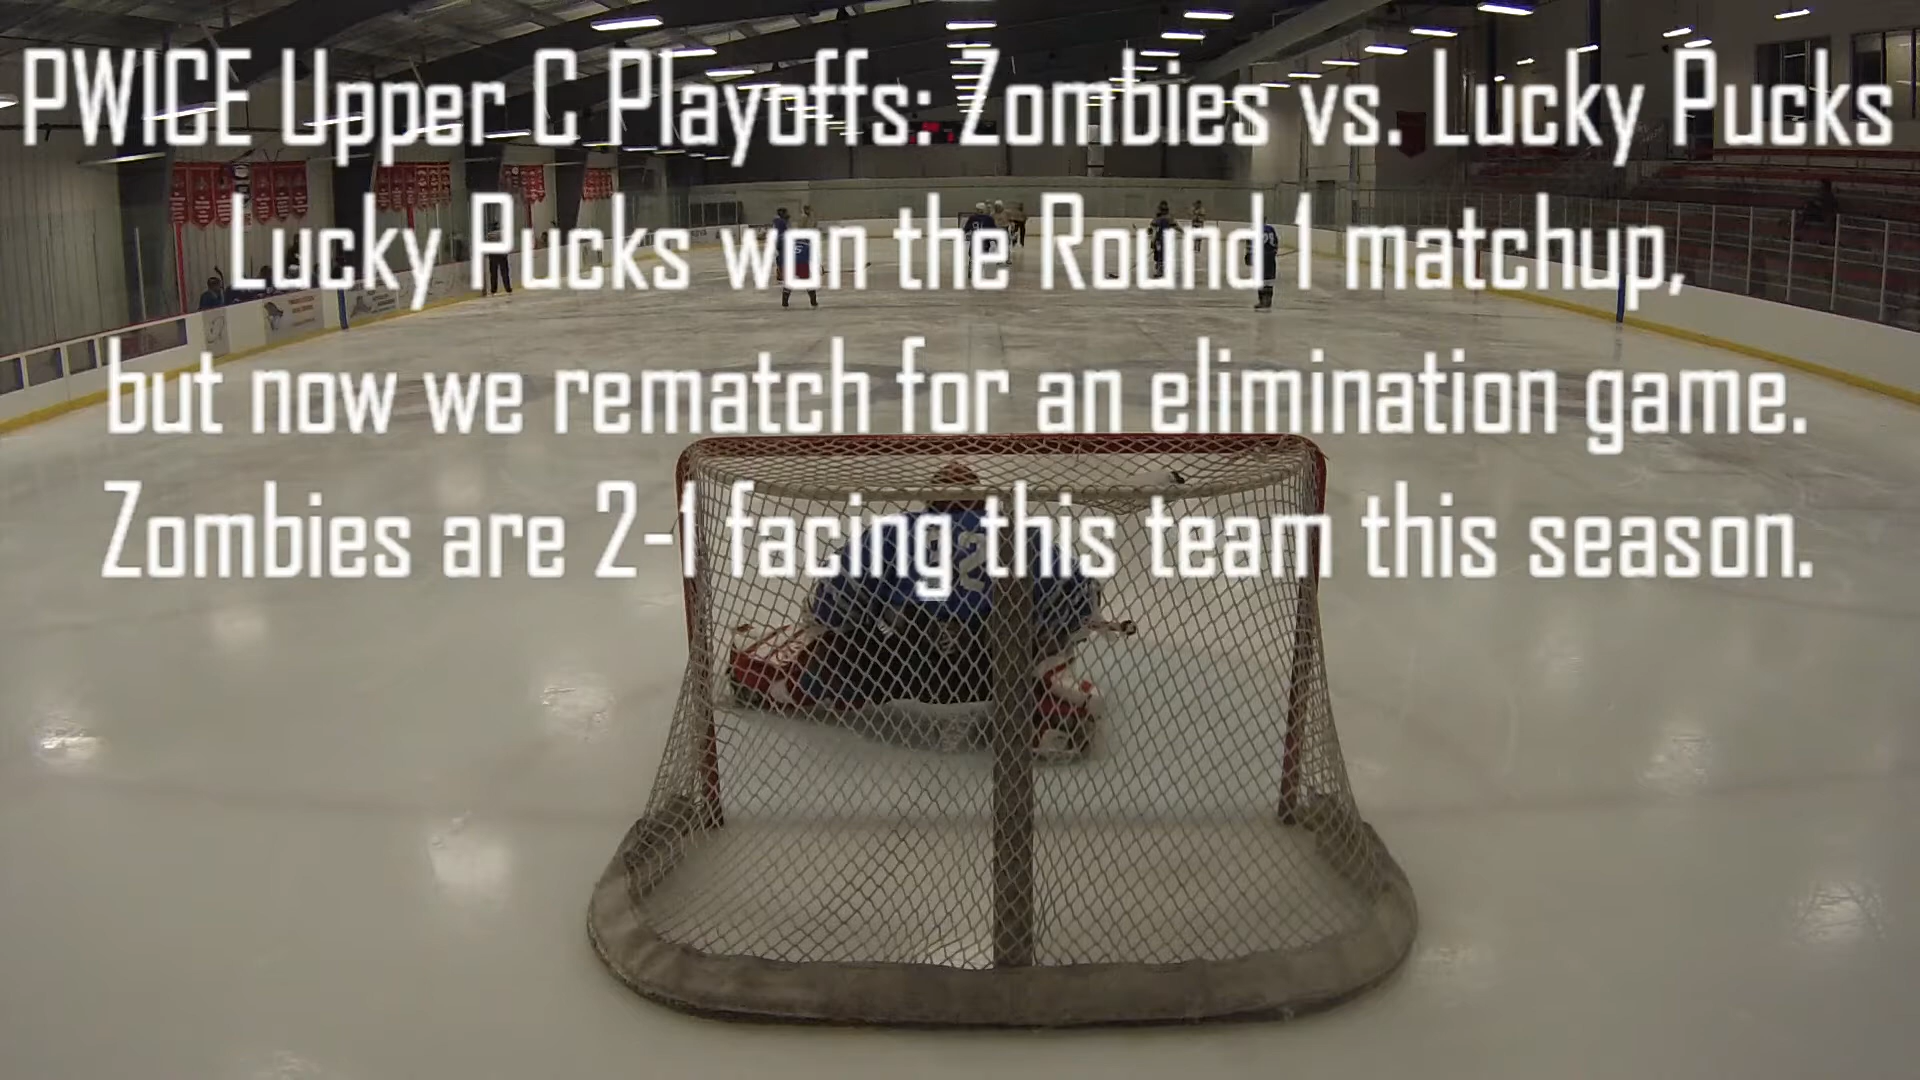 PWICE Upper C Playoffs: Zombies vs. Lucky Pucks
Lucky Pucks won the Round 1 matchup,
but now we rematch for an elimination game.
Zombies are 2-1 facing this team this season.